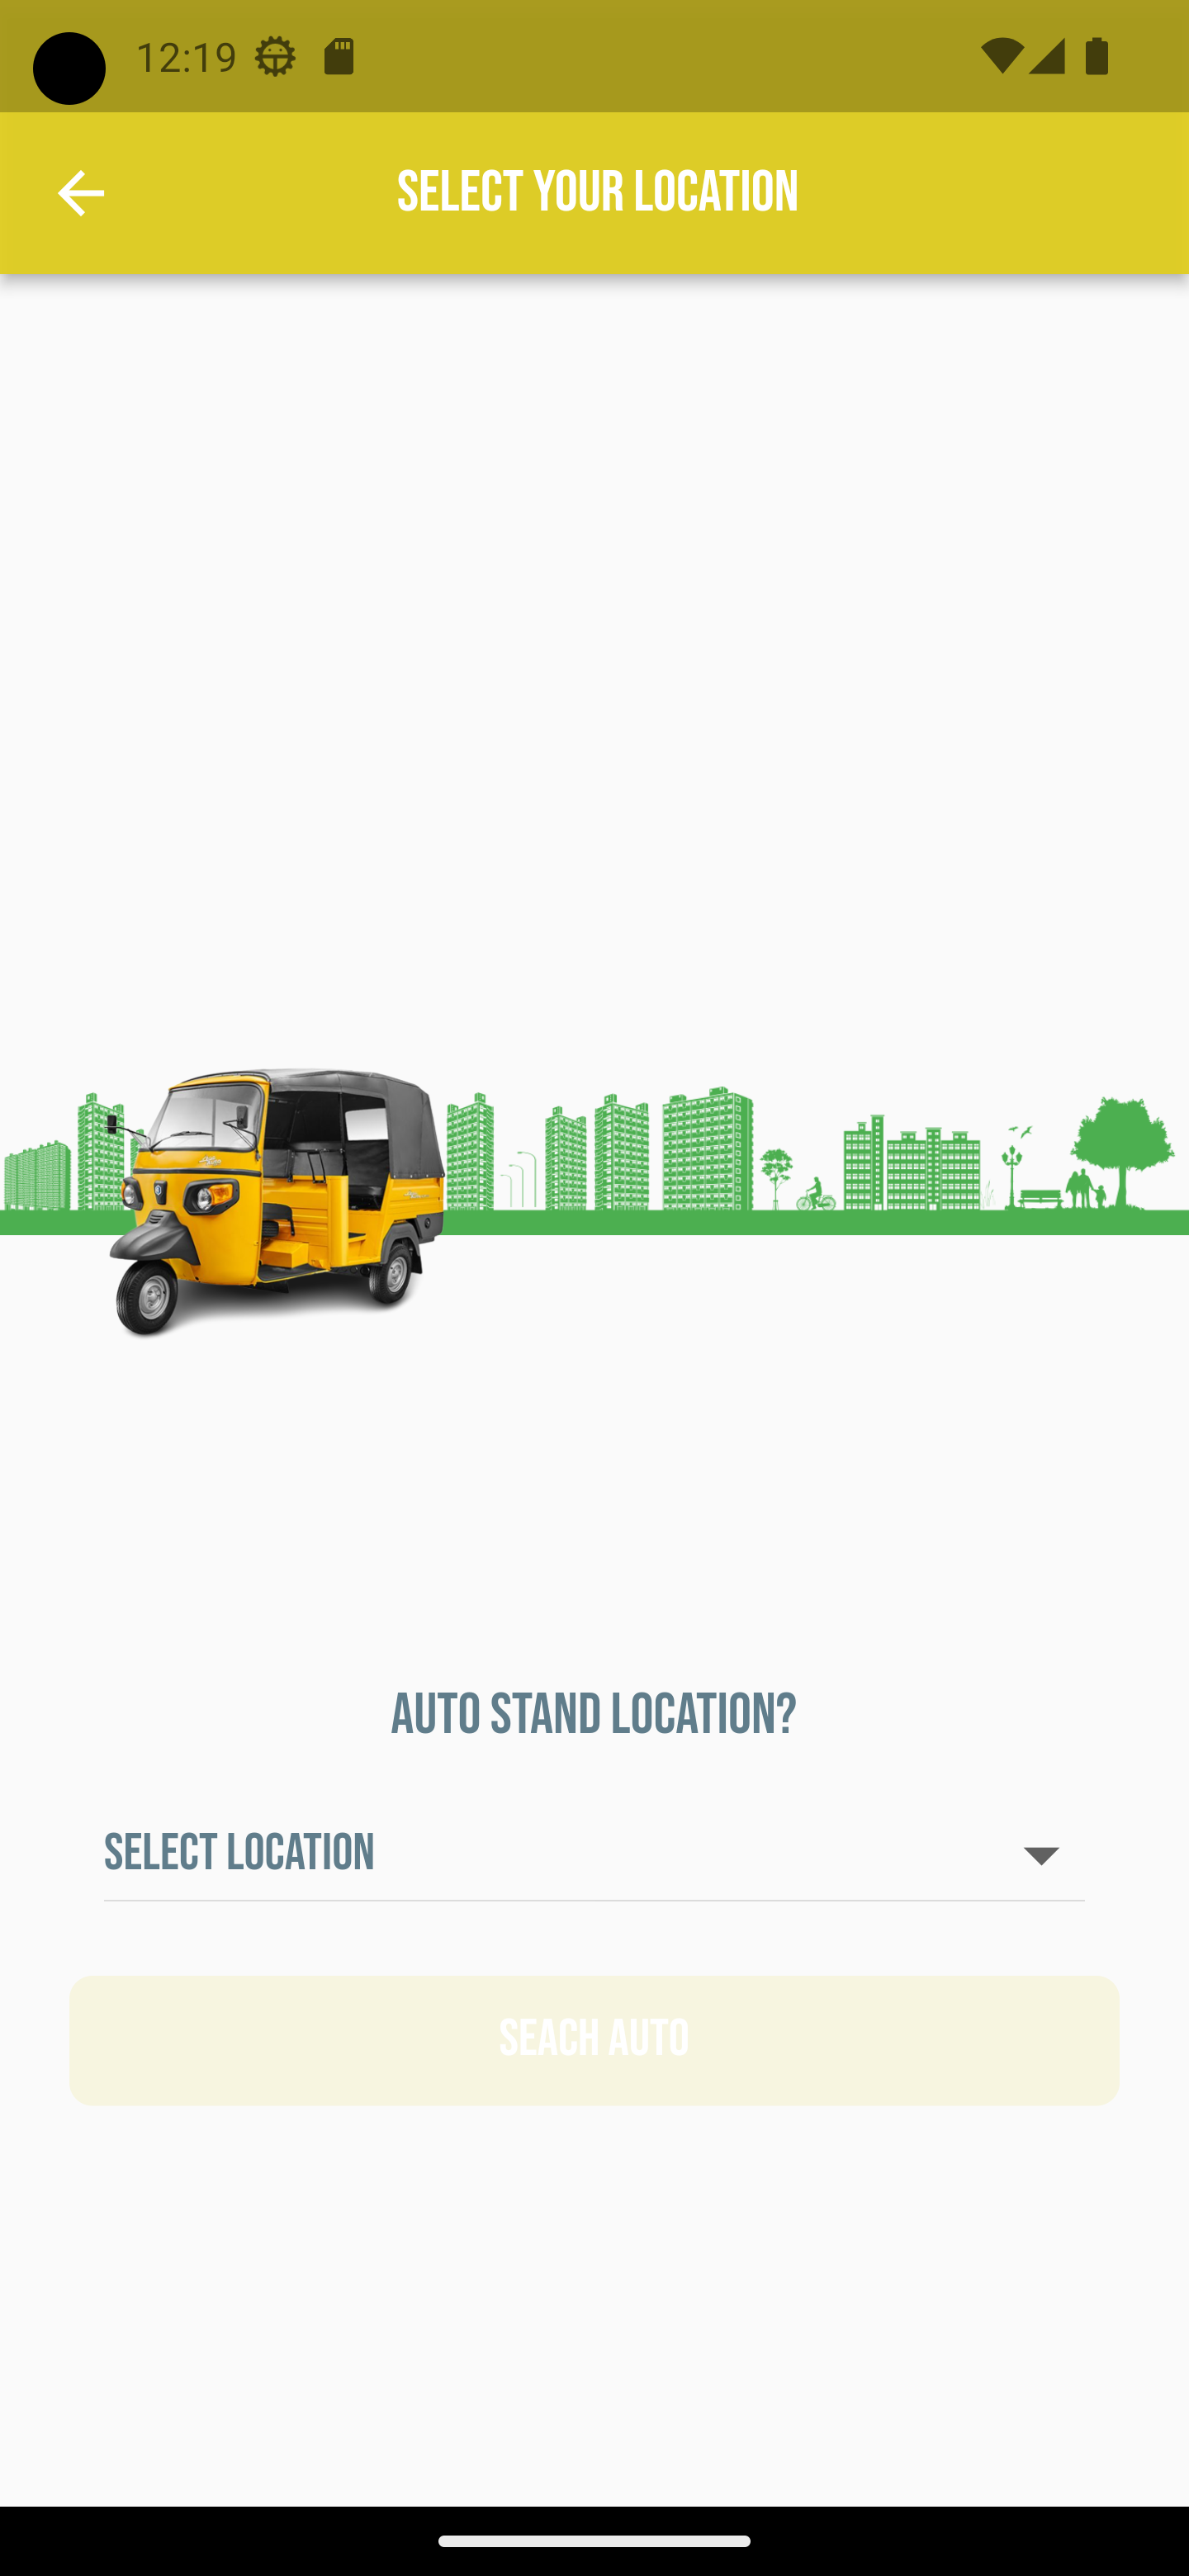 12:19
SELECT YOUR LOCATION
AUTO STAND LOCATION?
SELECT LOCATION
SEACH AUTO